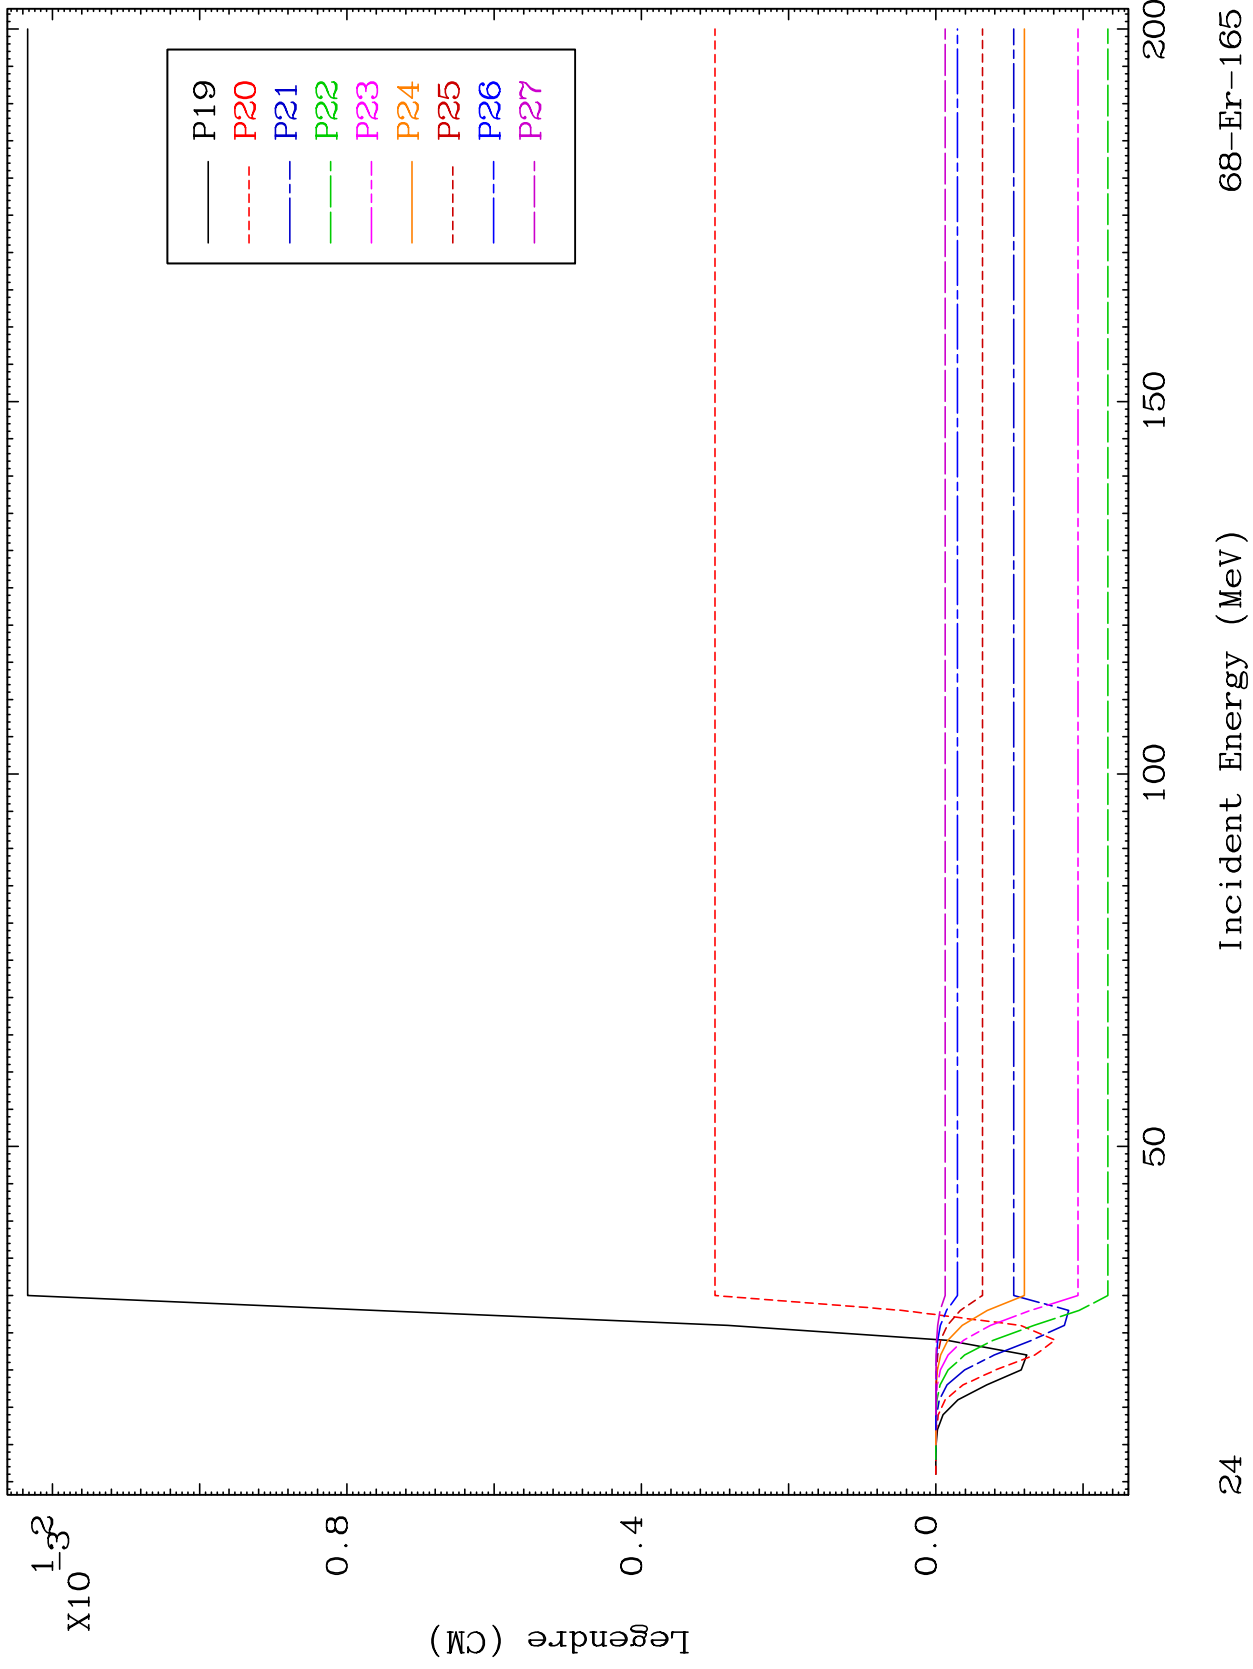 X10
-3
1.2
0.8
0.4
0.0
Legendre (CM)
P19
P20
P21
P22
P23
P24
P25
P26
P27
50
100
150
200
24
Incident Energy (MeV)
68-Er-165